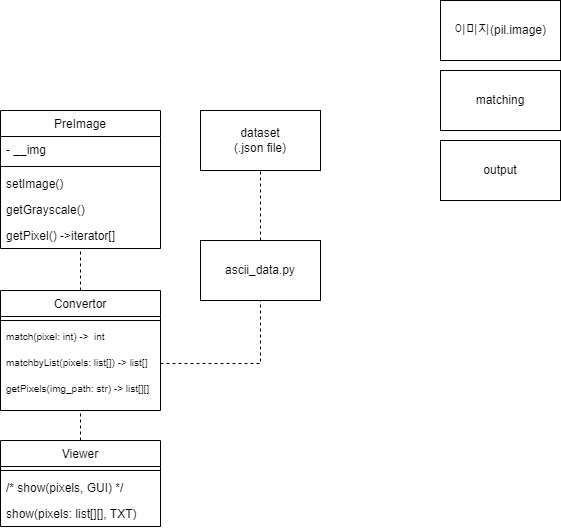 이미지(pil.image)
matching
output
PreImage
- __img
setImage()
getGrayscale()
getPixel() ->iterator[]
dataset
(.json file)
ascii_data.py
Convertor
match(pixel: int) -> int
matchbyList(pixels: list[]) -> list[]
getPixels(img_path: str) -> list[][]
Viewer
/* show(pixels, GUI) */
show(pixels: list[][], TXT)